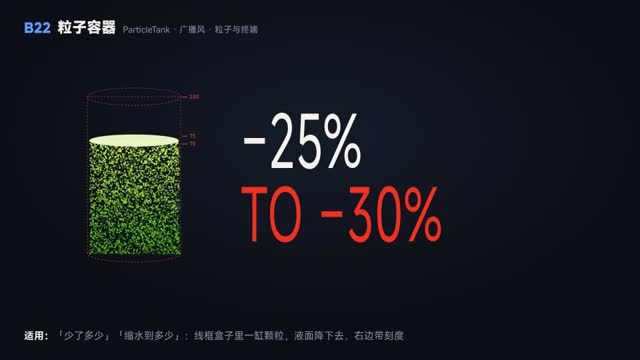 B22 粒子容器 ParticleTank · 广播风 · 粒子与终端
100
75
70
-25%
TO -30%
适用：「少了多少」「缩水到多少」：线框盒子里一缸颗粒，液面降下去，右边带刻度